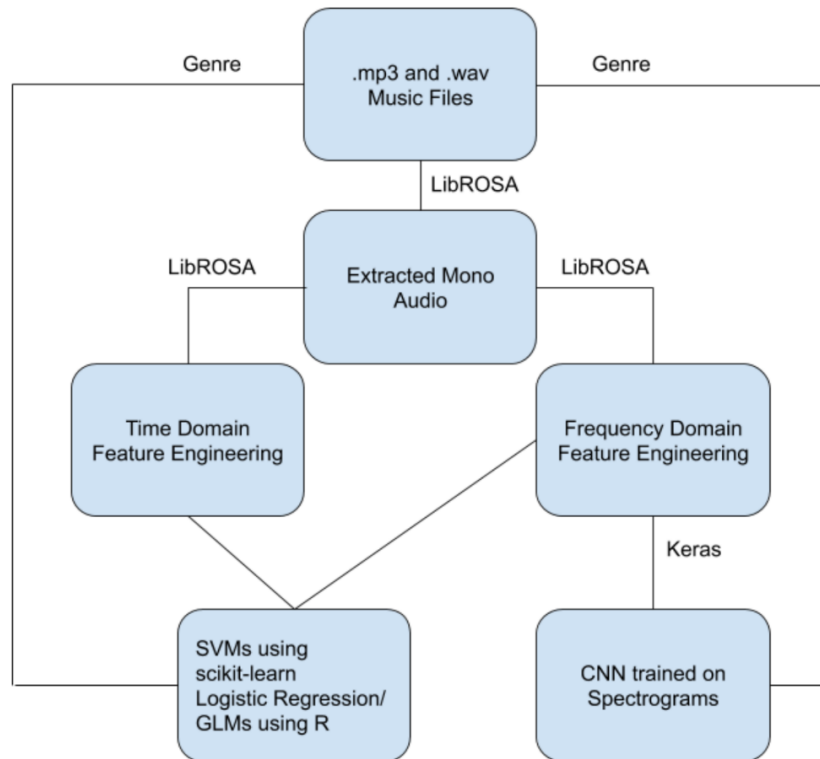 Genre
.mp3 and .wav
Music Files
Genre
LibROSA
LibROSA
Extracted Mono
Audio
LibROSA
Time Domain
Feature Engineering
Frequency Domain
Feature Engineering
Keras
SVMs using
scikit-learn
Logistic Regression/
GLMs using R
CNN trained on
Spectrograms